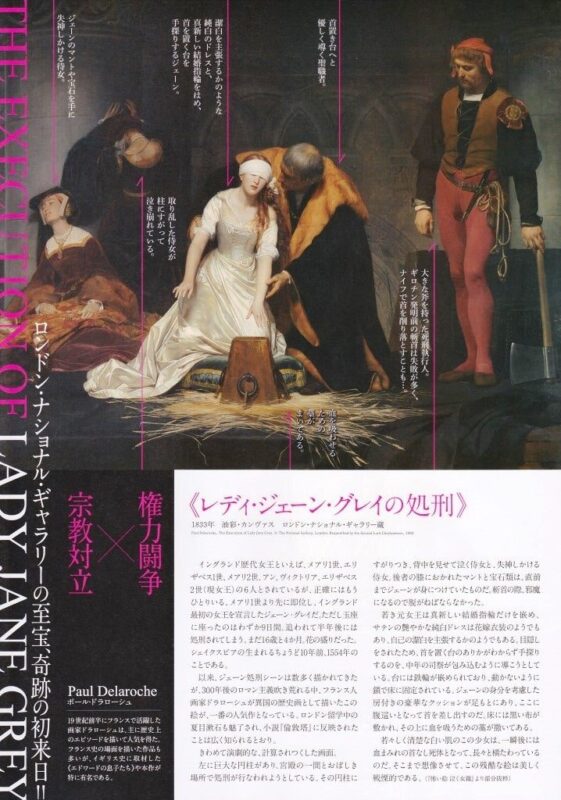 THE EXECUTION OF LADY JANE GREY
ロンドン・ナショナル・ギャラリーの至宝、奇跡の初来日!!
首置き台へと
優しく導く聖職者。
潔白を主張するかのような
純白のドレスと、
真新しい結婚指輪をはめ、
首を置く台を
手探りするジェーン。
ジェーンのマントや宝石を手に
失神しかける侍女。
取り乱した侍女が
柱にすがって
泣き崩れている。
大きな斧を持った死刑執行人。
ギロチン発明前の斬首は失敗が多く、
ナイフで首を削り落とすことも…。
血を吸わせる
ための
藁が
権力闘争
×
宗教対立
Paul Delaroche
ポール・ドラローシュ
19世紀前半にフランスで活躍した
画家ドラローシュは、主に歴史上
のエピソードを描いて人気を得た。
フランス史の場面を描いた作品も
多いが、イギリス史に取材した
《エドワードの息子たち》や本作が
特に有名である。
《レディ・ジェーン・グレイの処刑》
1833年 油彩・カンヴァス ロンドン・ナショナル・ギャラリー蔵
Paul Delaroche, The Execution of Lady Jane Grey, © The National Gallery, London. Bequeathed by the Second Lord Cheylesmore, 1902
イングランド歴代女王といえば、メアリ1世、エリ
ザベス1世、メアリ2世、アン、ヴィクトリア、エリザベス
2世(現女王)の6人とされているが、正確にはもう
ひとりいる。メアリ1世より先に即位し、イングランド
最初の女王を宣言したジェーン・グレイだ。ただし玉座
に座ったのはわずか9日間。追われて半年後には
処刑されてしまう。まだ16歳と4か月、花の盛りだった。
シェイクスピアの生まれるちょうど10年前、1554年の
ことである。
以来、ジェーン処刑シーンは数多く描かれてきた
が、300年後のロマン主義吹き荒れる中、フランス人
画家ドラローシュが異国の歴史画として描いたこの
絵が、一番の人気作となっている。ロンドン留学中の
夏目漱石も魅了され、小説『倫敦塔』に反映された
ことは広く知られるとおり。
きわめて演劇的な、計算されつくした画面。
左に巨大な円柱があり、宮殿の一間とおぼしき
場所で処刑が行なわれようとしている。その円柱に
すがりつき、背中を見せて泣く侍女と、失神しかける
侍女。後者の膝におかれたマントと宝石類は、直前
までジェーンが身につけていたものだ。斬首の際、邪魔
になるので脱がねばならなかった。
若き元女王は真新しい結婚指輪だけを嵌め、
サテンの艶やかな純白ドレスは花嫁衣装のようでも
あり、自己の潔白を主張するかのようでもある。目隠し
をされたため、首を置く台のありかがわからず手探り
するのを、中年の司祭が包み込むように導こうとして
いる。台には鉄輪が嵌められており、動かないように
鎖で床に固定されている。ジェーンの身分を考慮した
房付きの豪華なクッションが足もとにあり、ここに
腹這いとなって首を差し出すのだ。床には黒い布が
敷かれ、その上に血を吸うための藁が撒いてある。
若々しく清楚な白い肌のこの少女は、一瞬後には
血まみれの首なし死体となって、長々と横たわっている
のだ。そこまで想像させて、この残酷な絵は美しく
戦慄的である。(『怖い絵 泣く女篇』より部分抜粋)